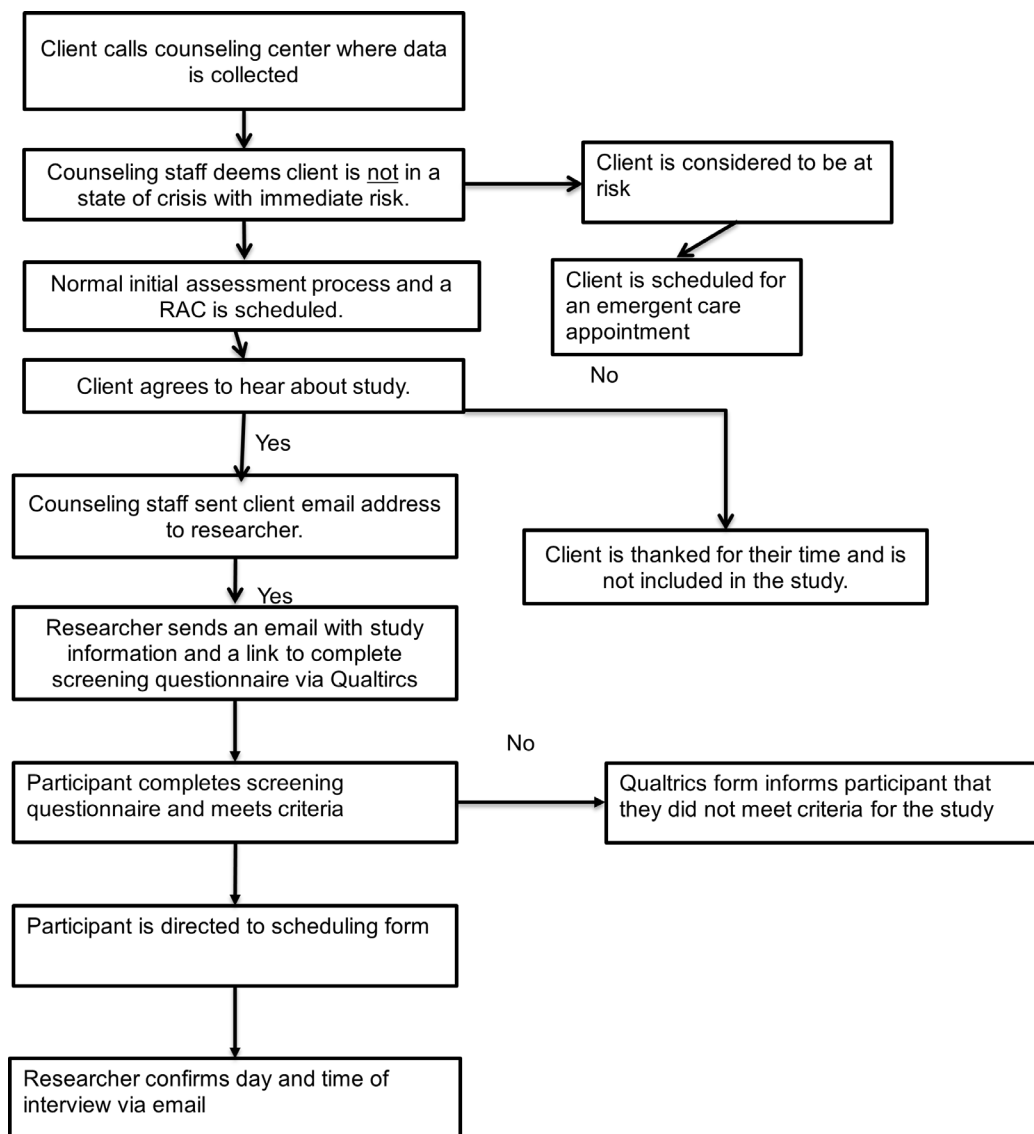 Client calls counseling center where data
is collected
Counseling staff deems client is not in a
state of crisis with immediate risk.
Client is considered to be at
risk
Normal initial assessment process and a
RAC is scheduled.
Client is scheduled for
an emergent care
appointment
Client agrees to hear about study.
No
Yes
Counseling staff sent client email address
to researcher.
Client is thanked for their time and is
not included in the study.
Yes
Researcher sends an email with study
information and a link to complete
screening questionnaire via Qualtircs
No
Participant completes screening
questionnaire and meets criteria
Qualtrics form informs participant that
they did not meet criteria for the study
Participant is directed to scheduling form
Researcher confirms day and time of
interview via email